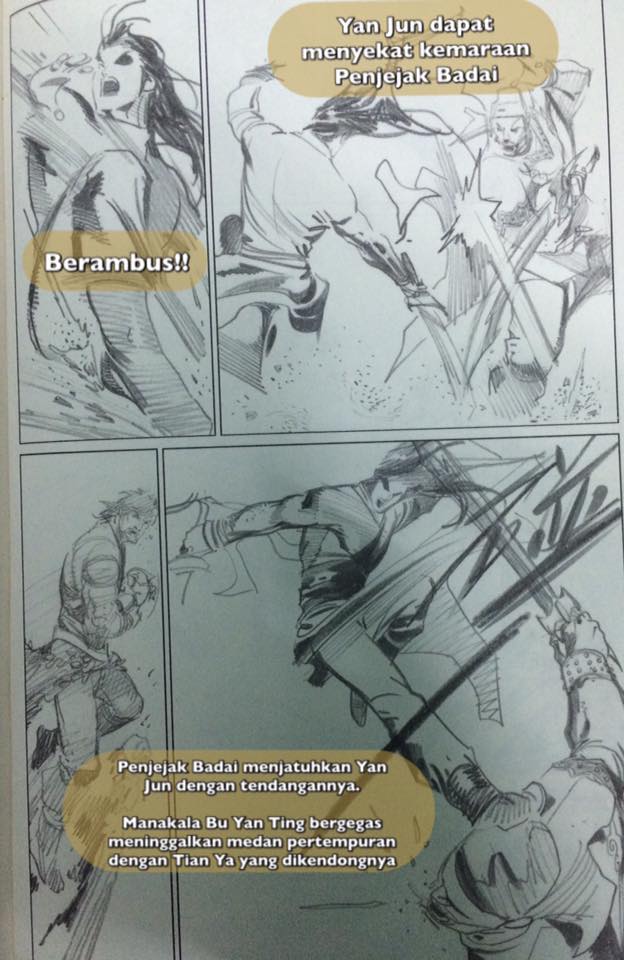 Yan Jun dapat
menyekat kemaraan
Penjejak Badai
Berambus!!
Penjejak Badai menjatuhkan Yan
Jun dengan tendangannya.
Manakala Bu Yan Ting bergegas
meninggalkan medan pertempuran
dengan Tian Ya yang dikendongnya